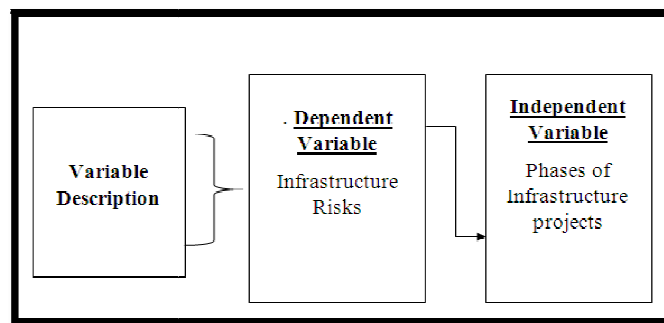 Variable
Description
. Dependent
Variable
Infrastructure
Risks
Independent
Variable
Phases of
Infrastructure
projects